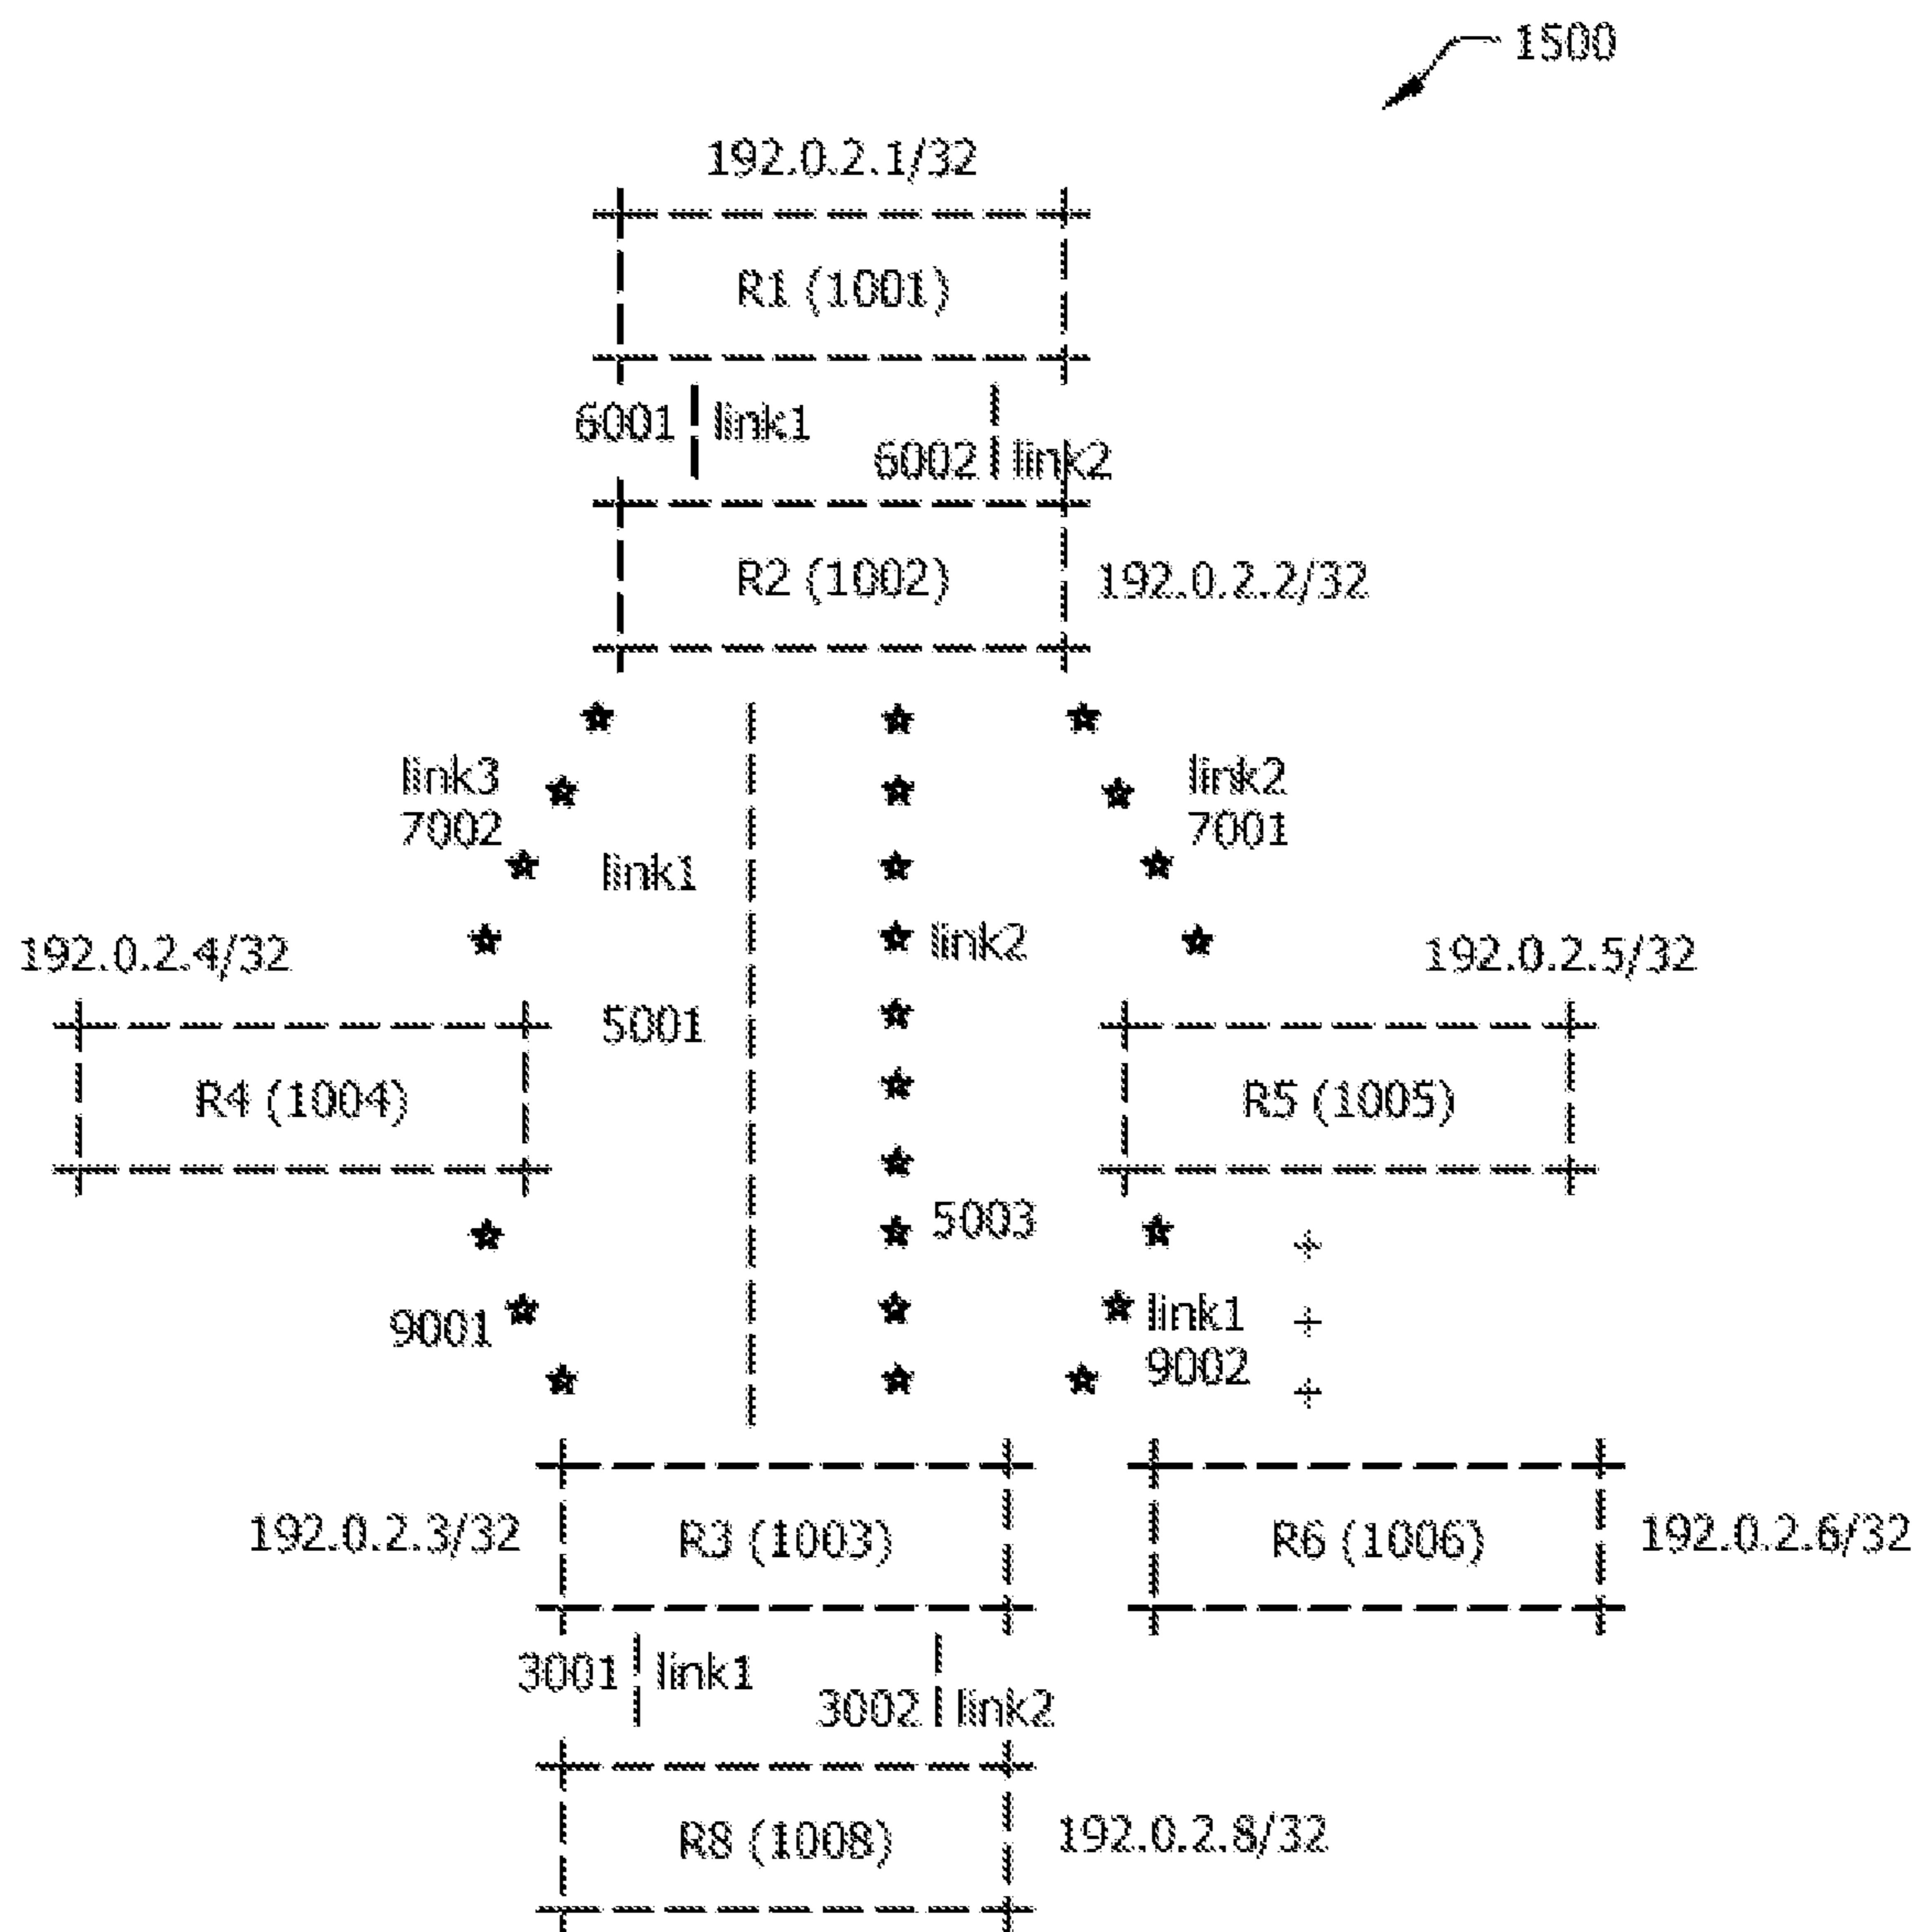 1500
192.0.2.1/32
R1 (1001)
6001 link1
6002 link2
R2 (1002) 192.0.2.2/32
link3
7002
link2
7001
link1
link2
192.0.2.4/32
192.0.2.5/32
5001
R4 (1004)
R5 (1005)
5003
9001
link1
9002
192.0.2.3/32 R3 (1003)
R6 (1006) 192.0.2.6/32
3001 link1
3002 link2
R8 (1008) 192.0.2.8/32